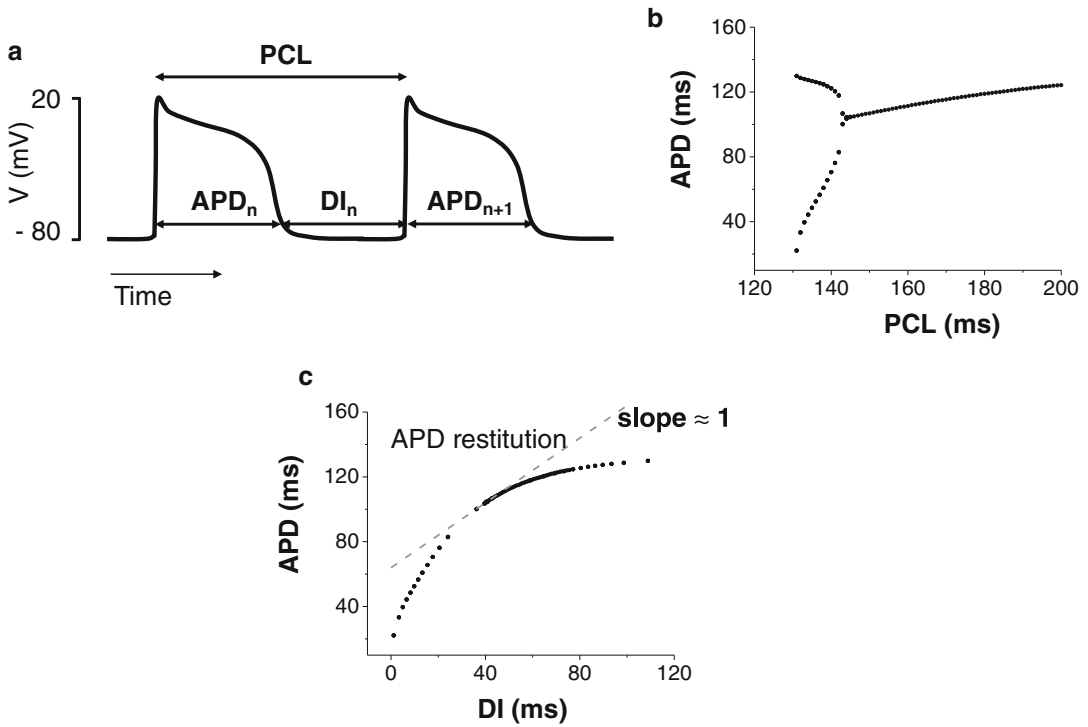 a
PCL
20
V (mV)
- 80
APDn
DIn
APDn+1
Time
b
160
120
80
40
APD (ms)
120
140
160
180
200
PCL (ms)
c
160
120
80
40
APD (ms)
APD restitution
slope ≈ 1
0
40
80
120
DI (ms)